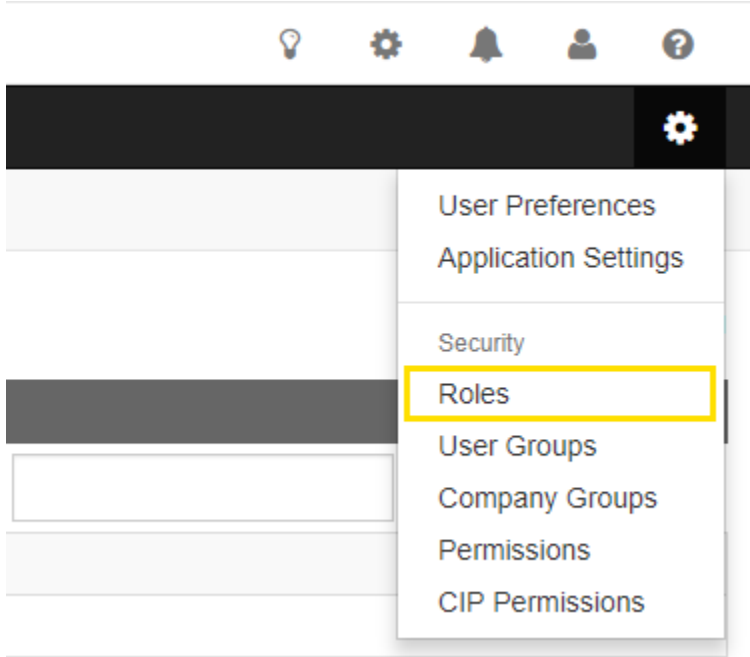 User Preferences
Application Settings
Security
Roles
User Groups
Company Groups
Permissions
CIP Permissions